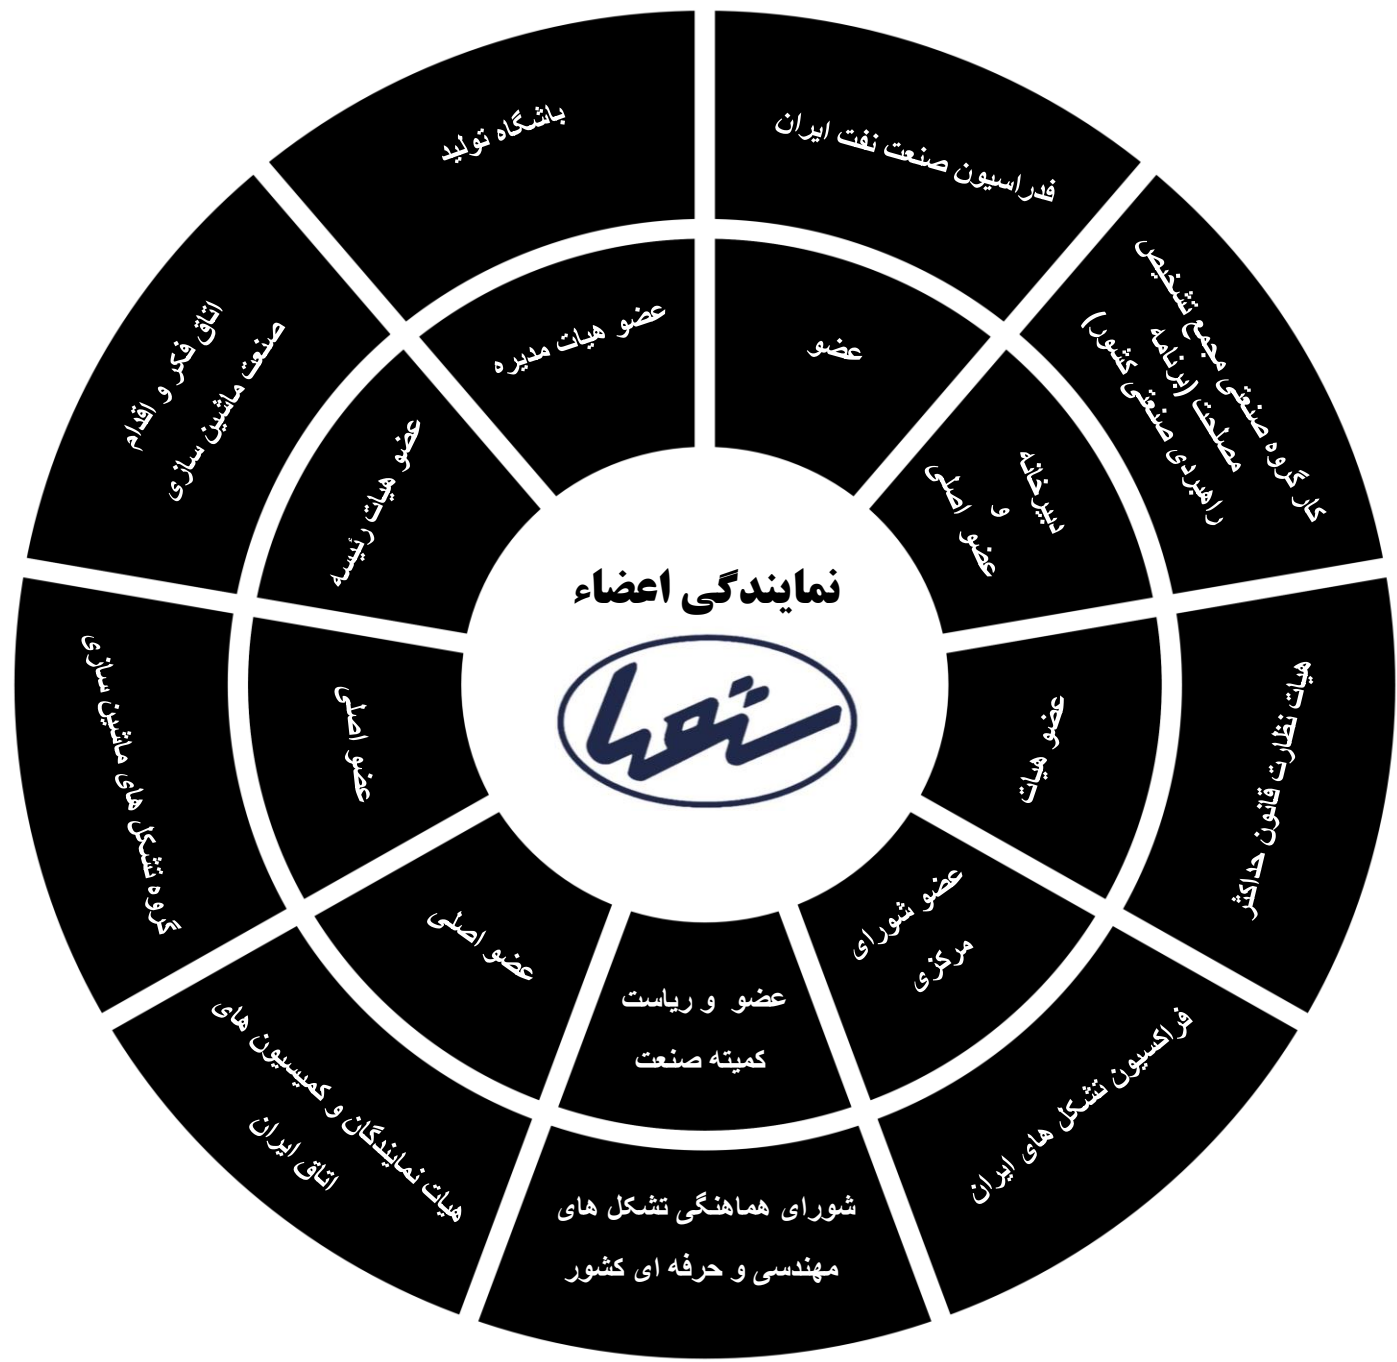 نمایندگی اعضاء
ستصا
فدراسیون صنعت نفت ایران
عضو
کار گروه صنعتی مجمع تشخیص
مصلحت (برنامه
راهبردی صنعتی کشور)
دبیرخانه
و
عضو اصلی
هیات نظارت قانون حداکثر
عضو هیات
فراکسیون تشکل های ایران
عضو شورای
مرکزی
شورای هماهنگی تشکل های
مهندسی و حرفه ای کشور
عضو و ریاست
کمیته صنعت
هیات نمایندگان و کمیسیون های
اتاق ایران
عضو اصلی
گروه تشکل های ماشین سازی
عضو اصلی
اتاق فکر و اقدام
صنعت ماشین سازی
عضو هیات رئیسه
باشگاه تولید
عضو هیات مدیره